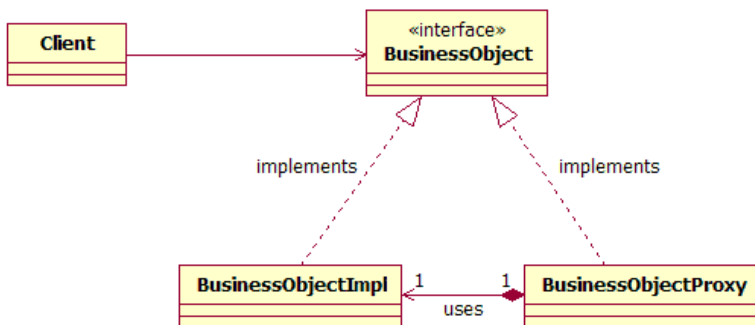 Client
«interface»
BusinessObject
implements
implements
BusinessObjectImpl
1
1
BusinessObjectProxy
uses